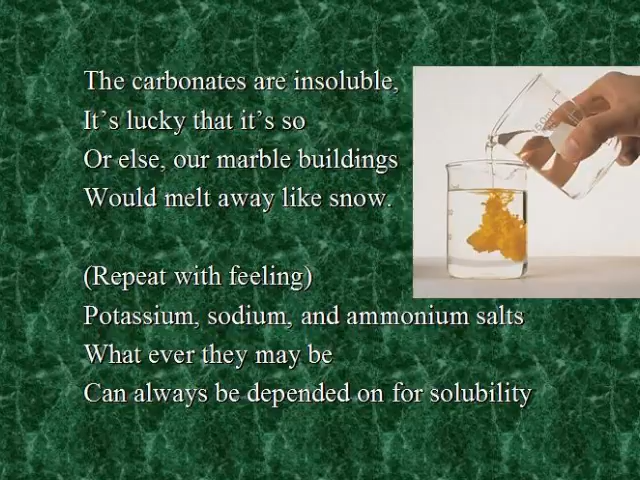 The carbonates are insoluble,
It's lucky that it's so
Or else, our marble buildings
Would melt away like snow.
(Repeat with feeling)
Potassium, sodium, and ammonium salts
What ever they may be
Can always be depended on for solubility